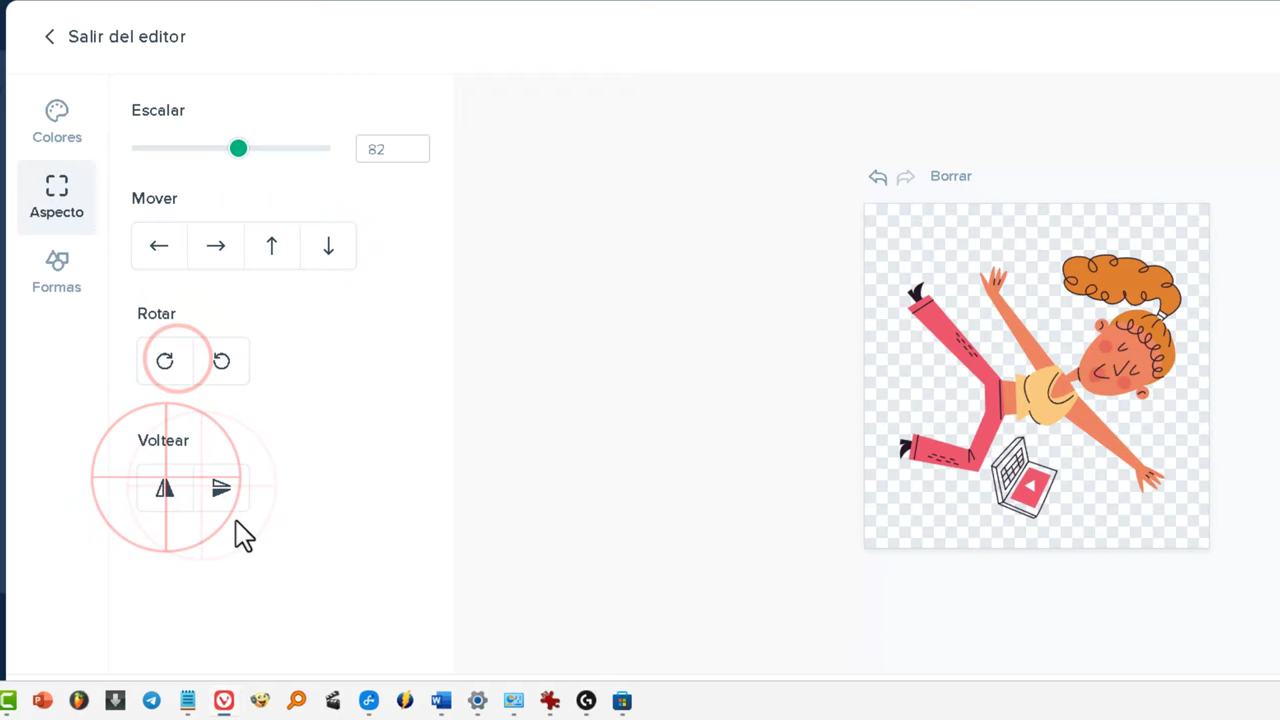 Salir del editor
Colores
Aspecto
Formas
Escalar
82
Mover
Rotar
Voltear
Borrar